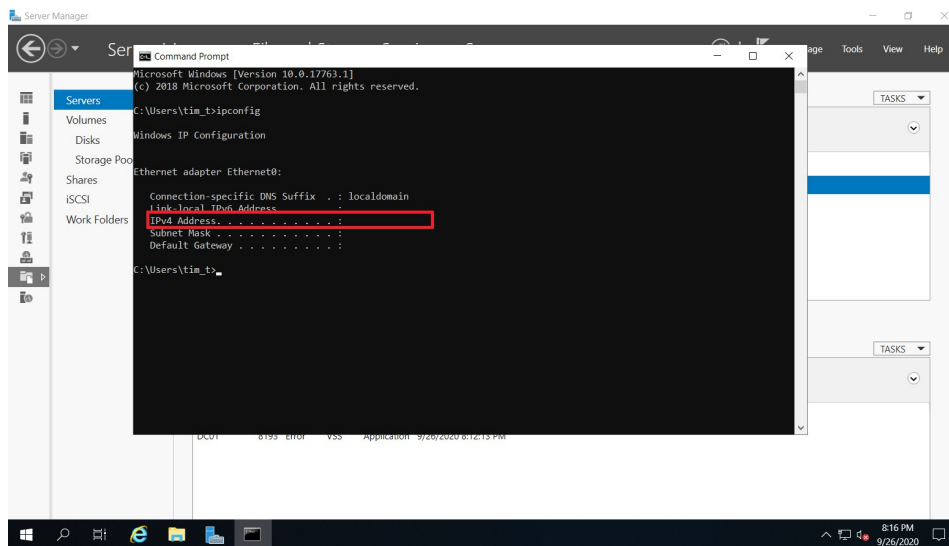 Server Manager
Ser
Manage
Tools
View
Help
Command Prompt
Microsoft Windows [Version 10.0.17763.1]
(c) 2018 Microsoft Corporation. All rights reserved.
C:\Users\tim_t>ipconfig
Windows IP Configuration
Ethernet adapter Ethernet0:
Connection-specific DNS Suffix . : localdomain
Link-local IPv6 Address
IPv4 Address. . . . . . . . . . . :
Subnet Mask . . . . . . . . . . . :
Default Gateway . . . . . . . . . :
C:\Users\tim_t>
Servers
Volumes
Disks
Storage Poo
Shares
iSCSI
Work Folders
TASKS
TASKS
DC01 8193 Error VSS Application 9/26/2020 8:12:13 PM
8:16 PM
9/26/2020